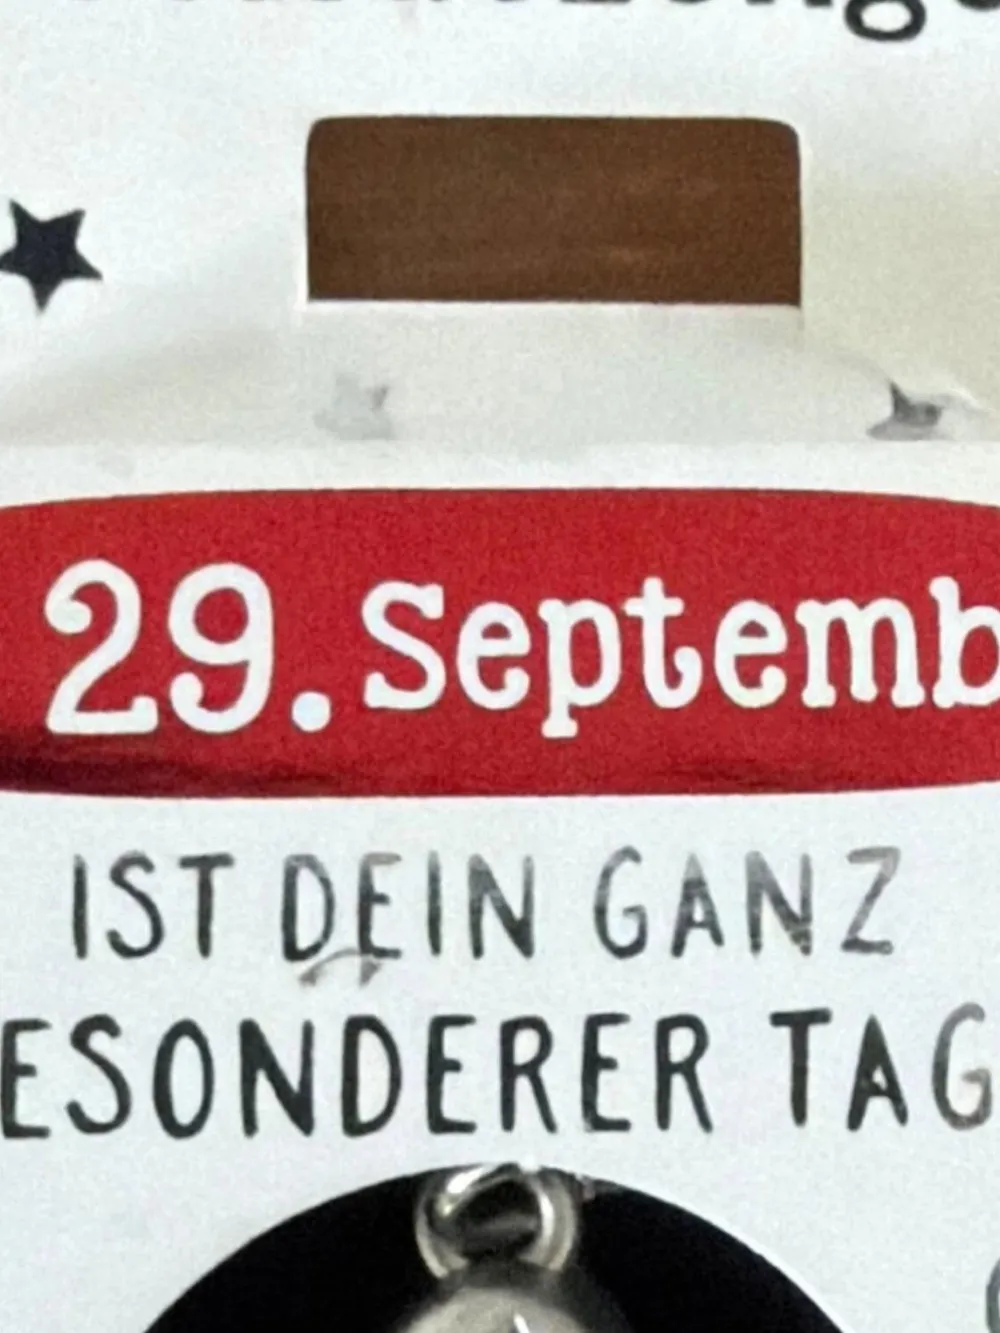 29. Septemb
IST DEIN GANZ
ESONDERER TAG